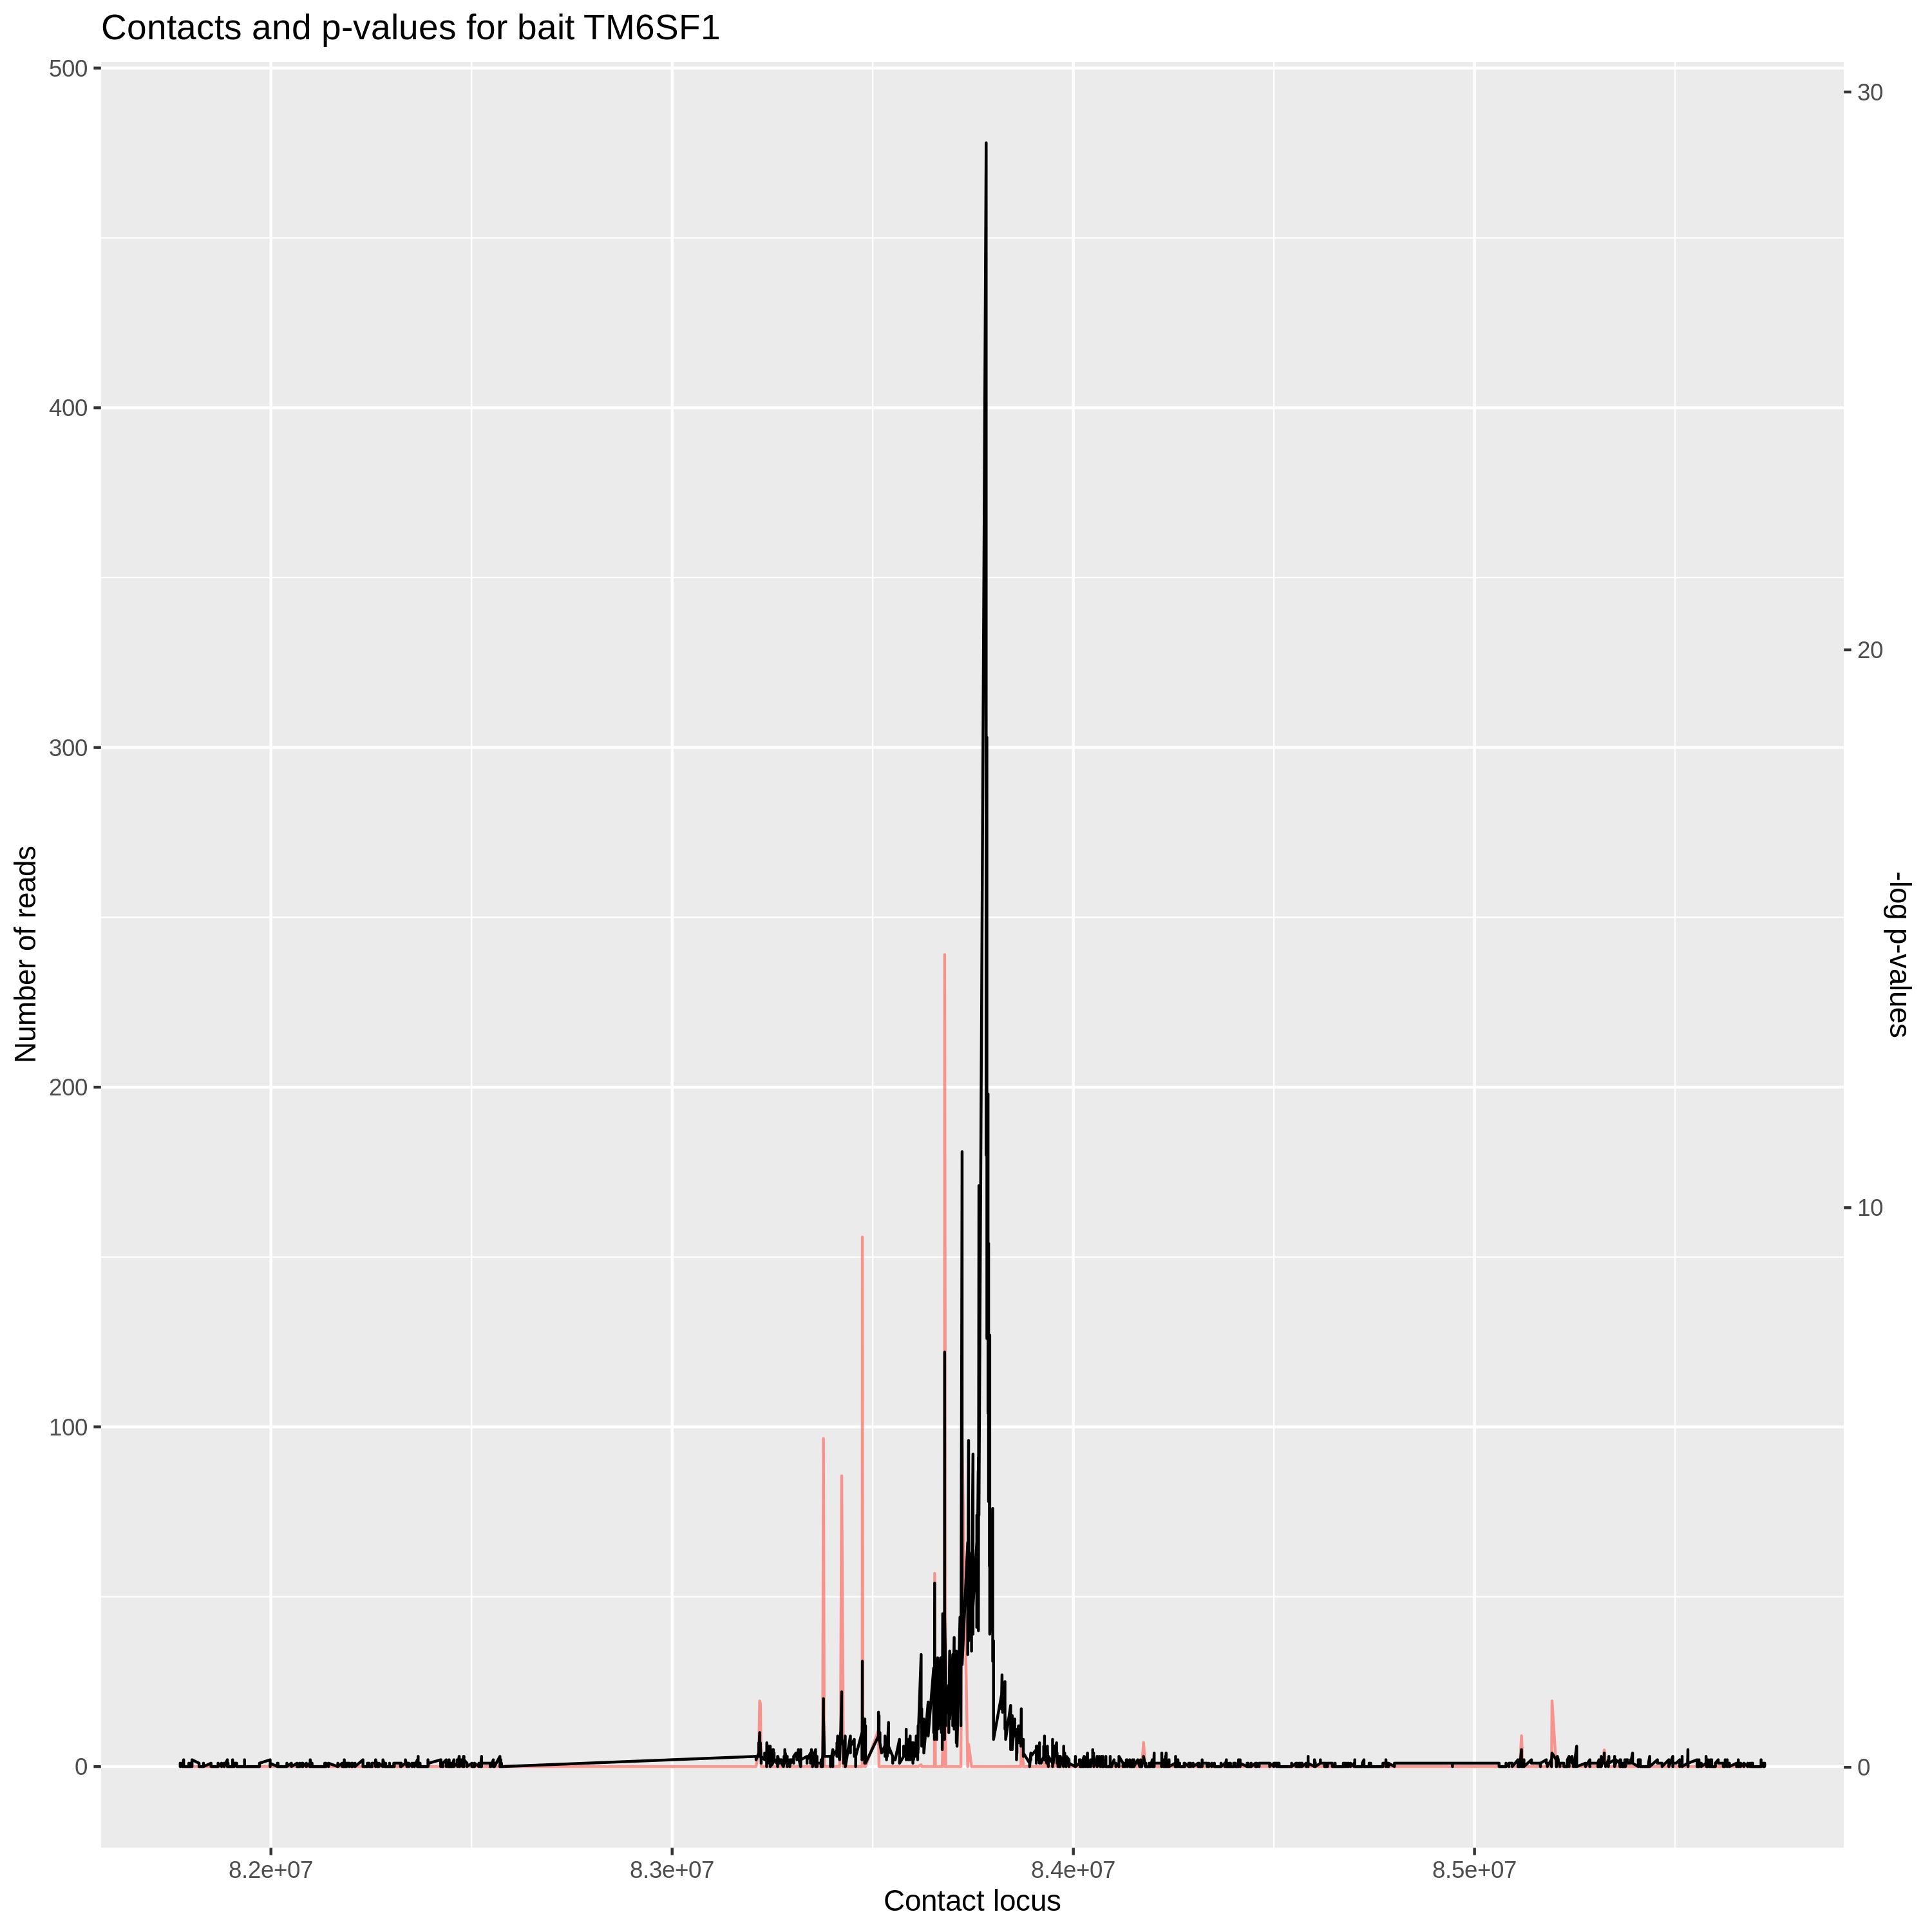 Contacts and p-values for bait TM6SF1
500
400
300
200
100
0
Number of reads
30
20
10
0
-log p-values
8.2e+07
8.3e+07
8.4e+07
8.5e+07
Contact locus